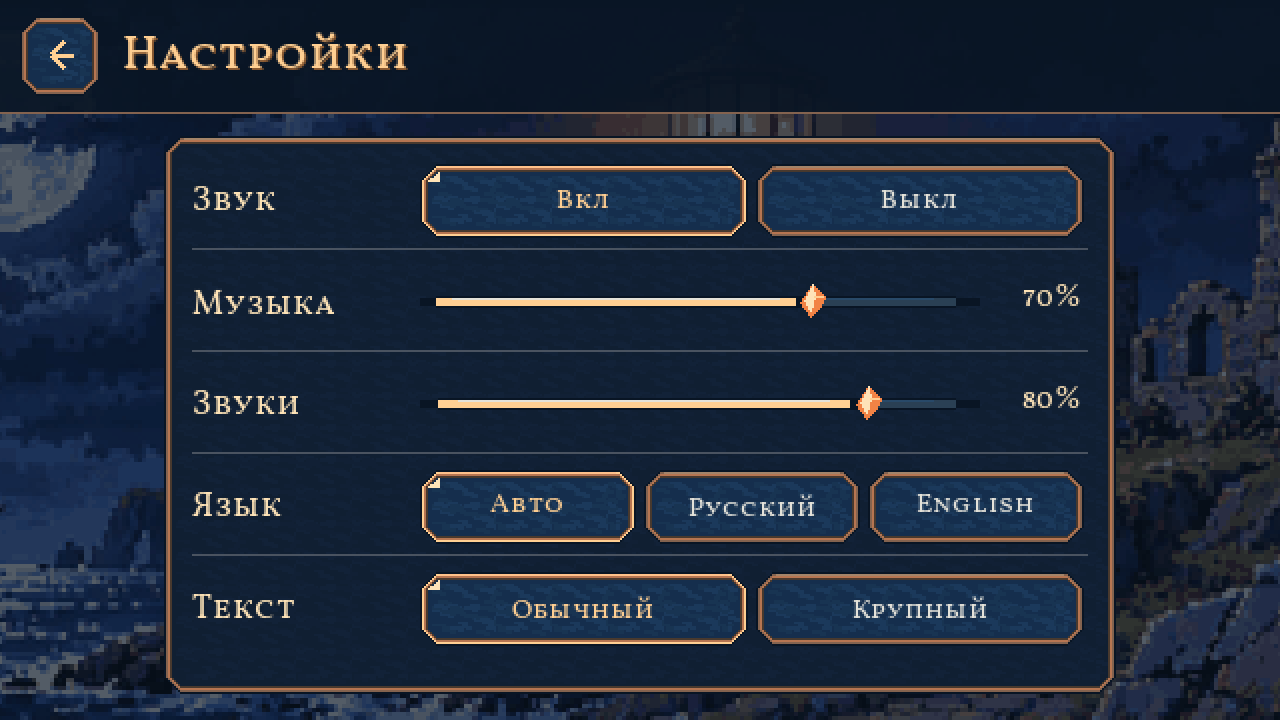 Настройки
Звук Вкл Выкл
Музыка 70%
Звуки 80%
Язык Авто Русский English
Текст Обычный Крупный